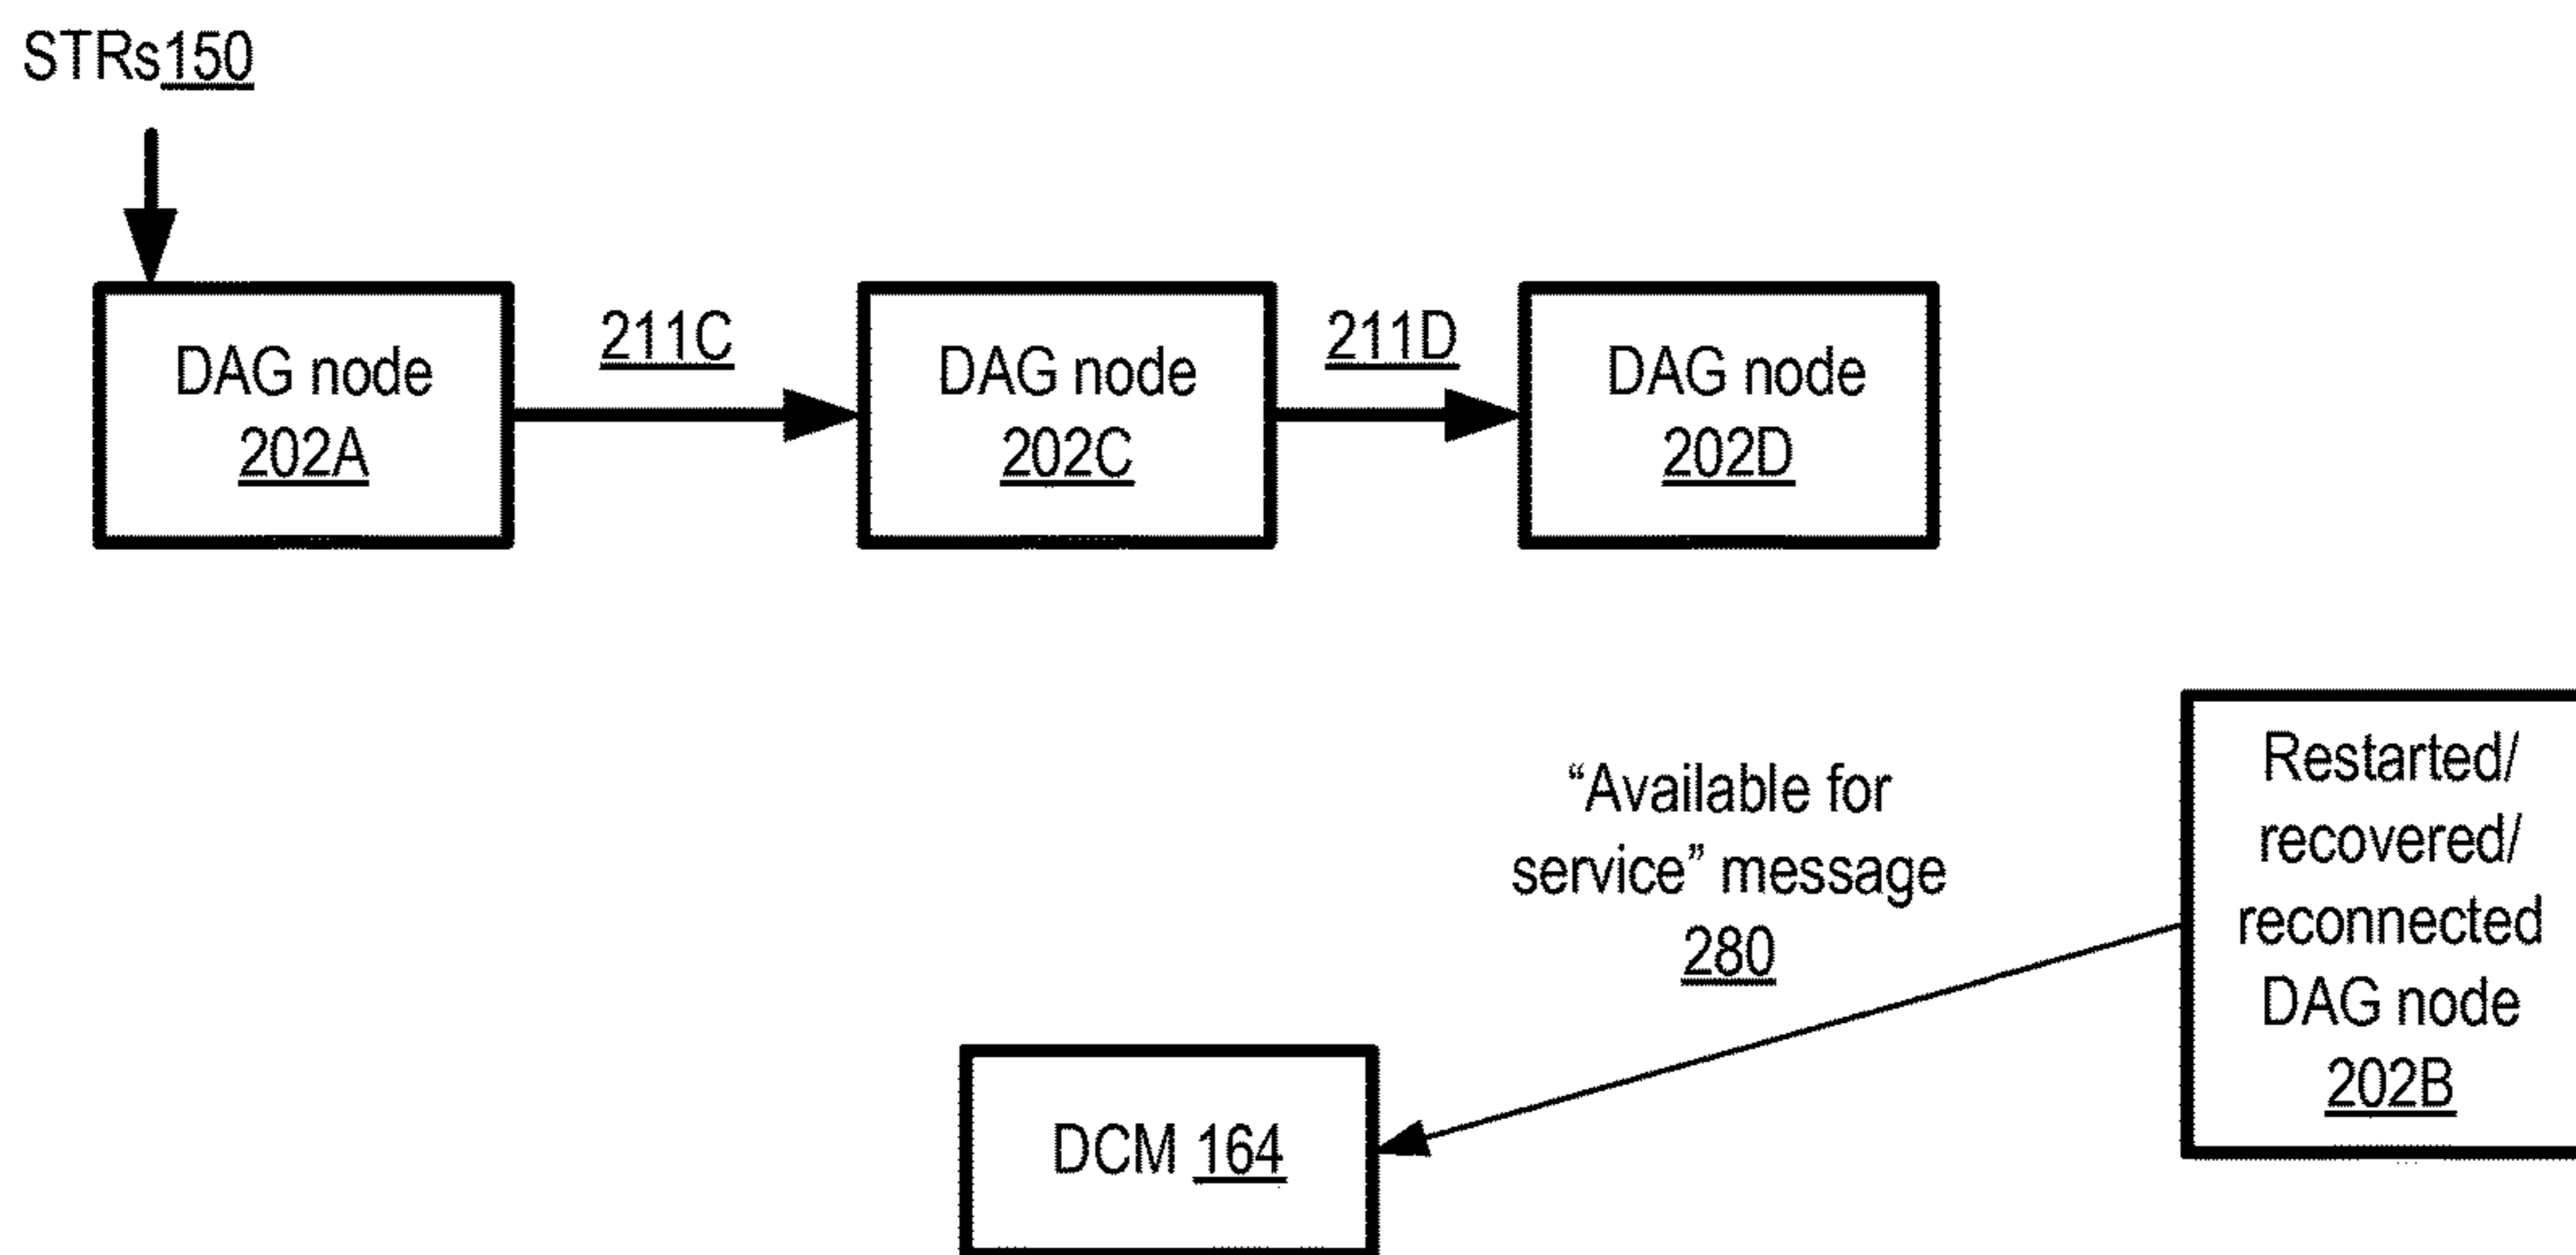 STRs150
211C
211D
DAG node
202A
DAG node
202C
DAG node
202D
“Available for
service” message
280
Restarted/
recovered/
reconnected
DAG node
202B
DCM 164